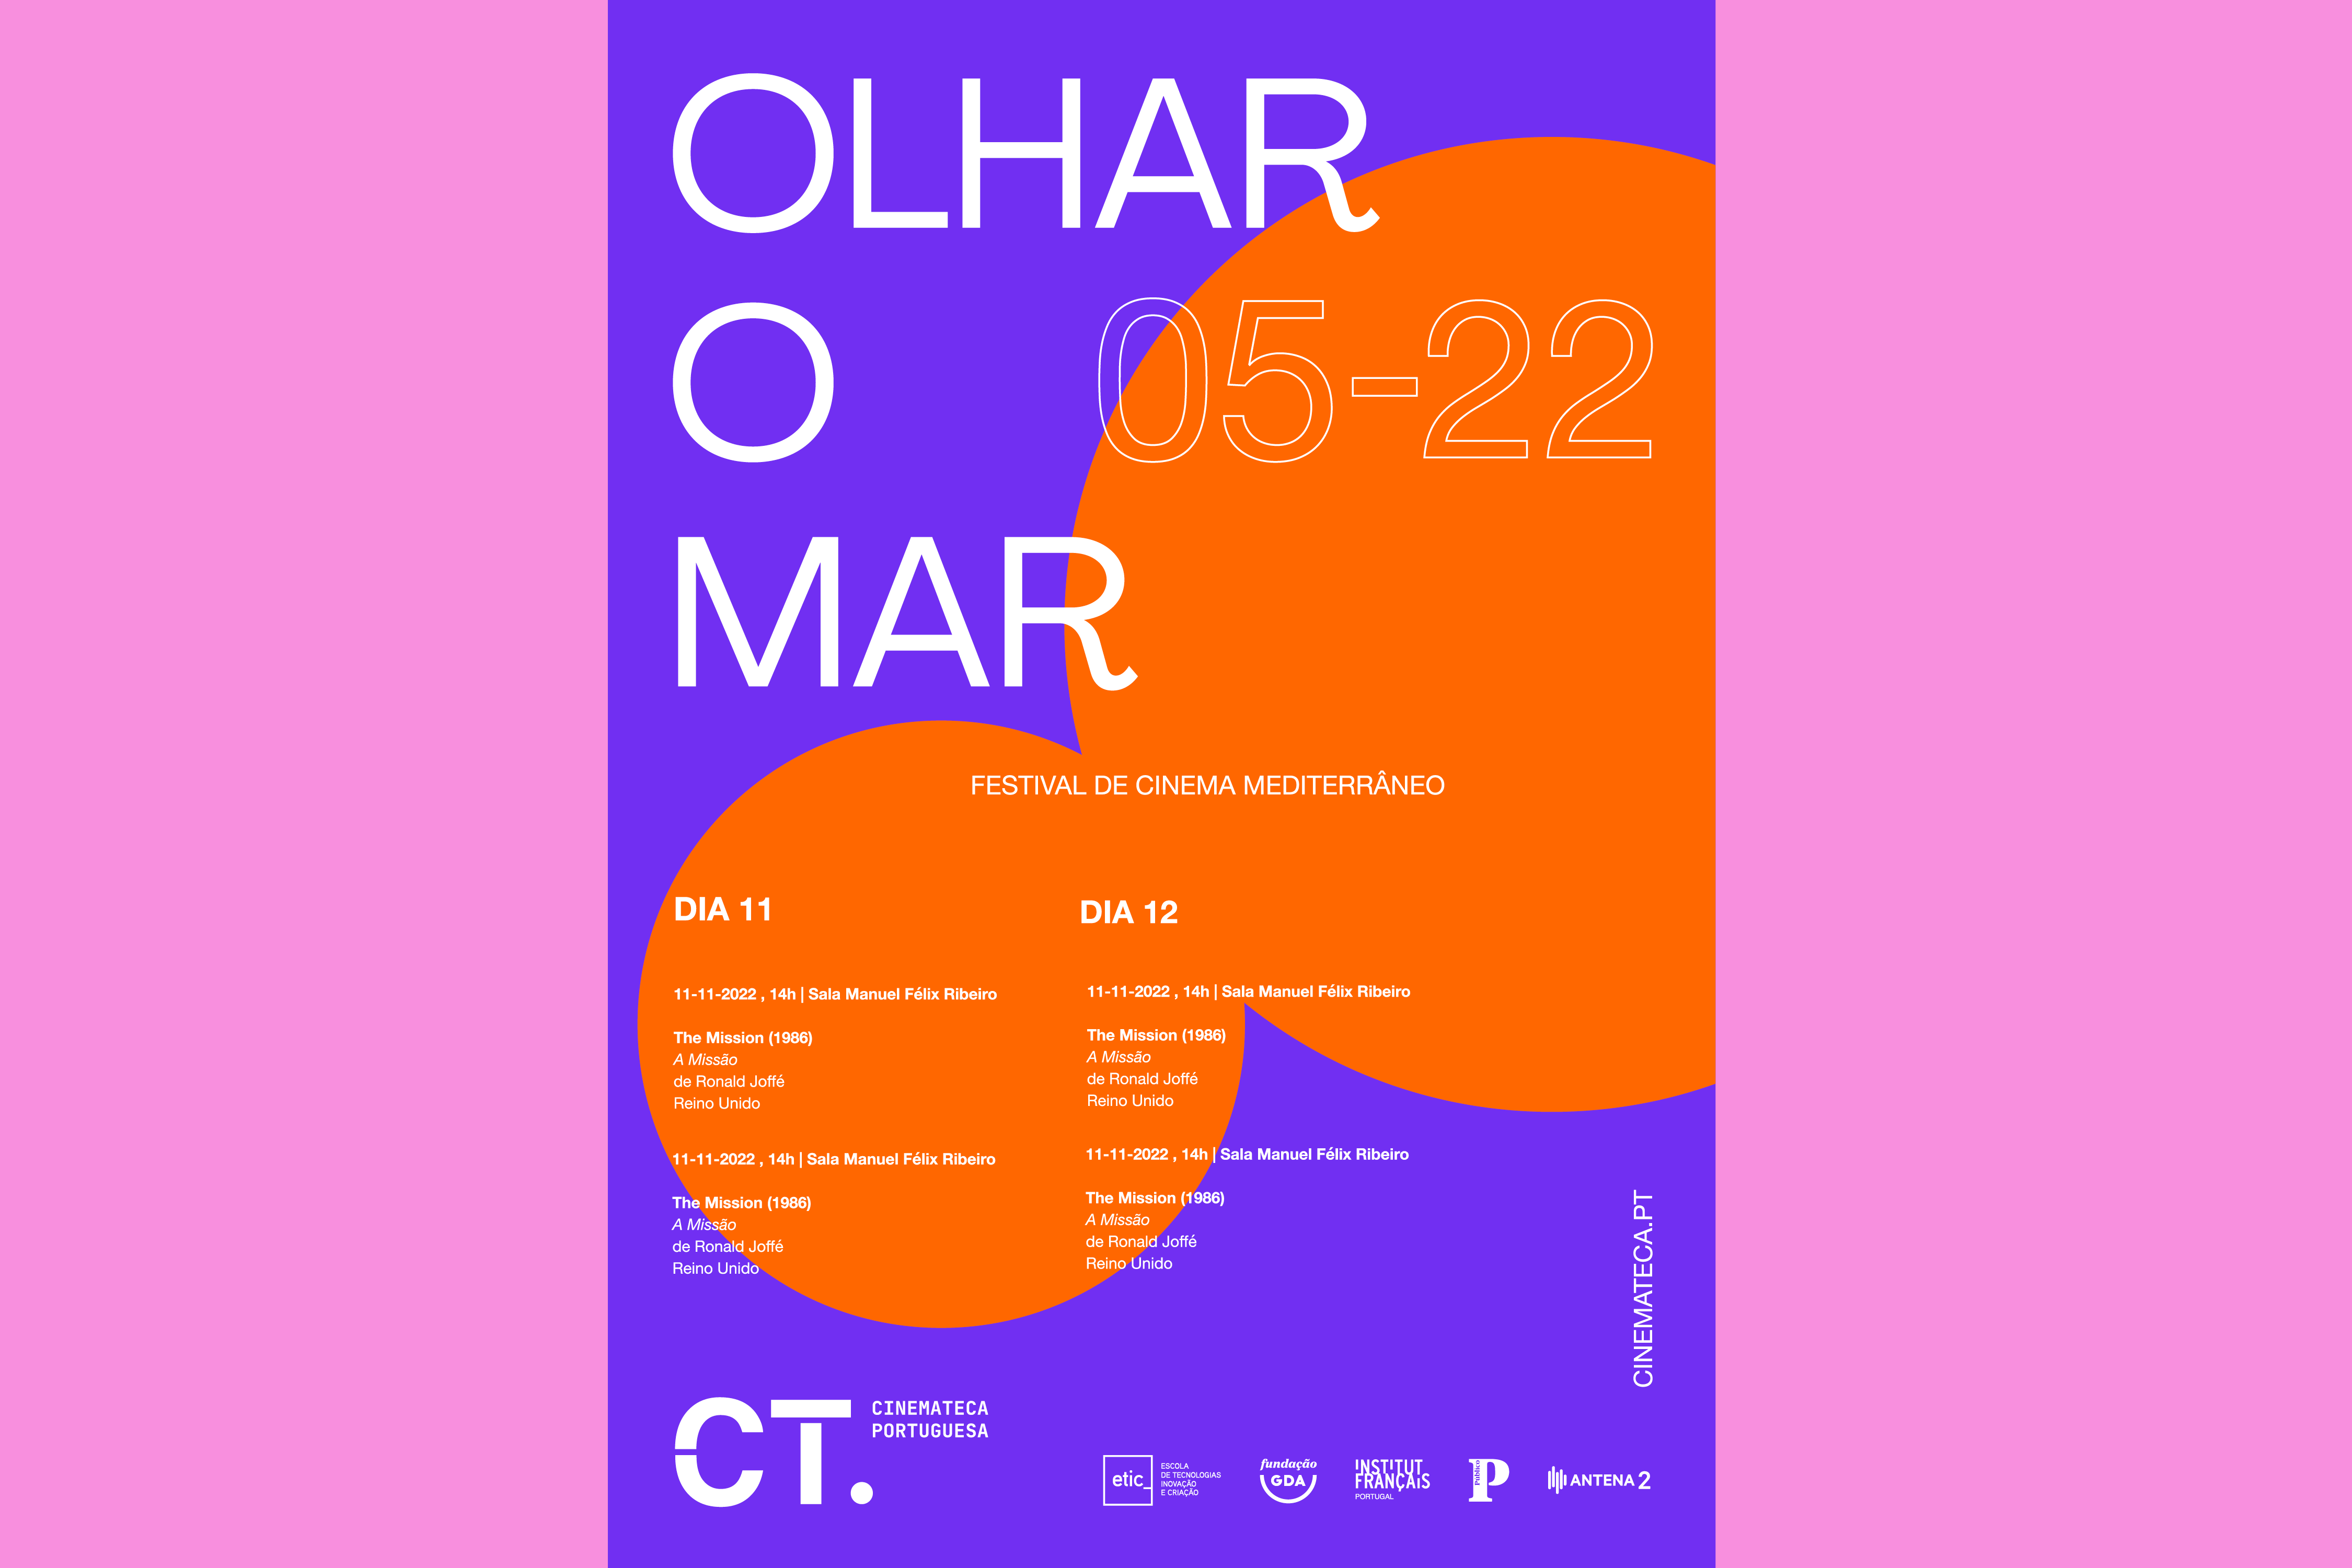 OLHAR
O
05-22
MAR
FESTIVAL DE CINEMA MEDITERRÂNEO
DIA 11
11-11-2022 , 14h | Sala Manuel Félix Ribeiro
The Mission (1986)
A Missão
de Ronald Joffé
Reino Unido
11-11-2022 , 14h | Sala Manuel Félix Ribeiro
The Mission (1986)
A Missão
de Ronald Joffé
Reino Unido
DIA 12
11-11-2022 , 14h | Sala Manuel Félix Ribeiro
The Mission (1986)
A Missão
de Ronald Joffé
Reino Unido
11-11-2022 , 14h | Sala Manuel Félix Ribeiro
The Mission (1986)
A Missão
de Ronald Joffé
Reino Unido
CINEMATECA.PT
CT.
CINEMATECA
PORTUGUESA
etic_
ESCOLA
DE TECNOLOGIAS
INOVAÇÃO
E CRIAÇÃO
fundação
GDA
INSTITUT
FRANÇAIS
PORTUGAL
P
Público
ANTENA 2